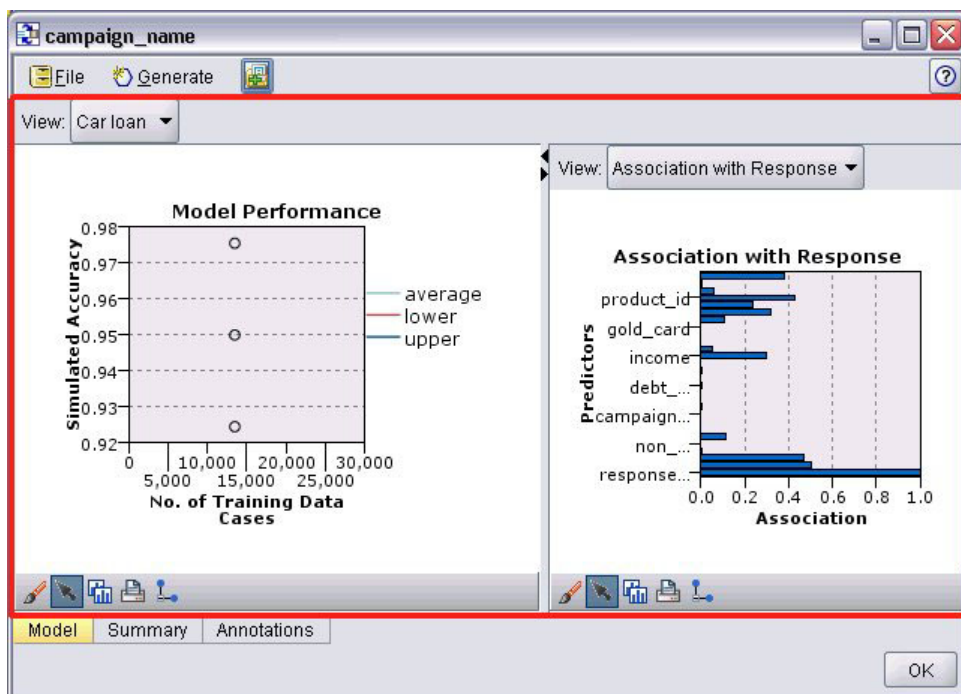 campaign_name
File Generate
View: Car loan
Model Performance
Simulated Accuracy
0.98
0.97
0.96
0.95
0.94
0.93
0.92
0 10,000 20,000 30,000
5,000 15,000 25,000
No. of Training Data
Cases
average
lower
upper
View: Association with Response
Association with Response
Predictors
product_id
gold_card
income
debt_...
campaign...
non_...
response...
0.0 0.2 0.4 0.6 0.8 1.0
Association
Model Summary Annotations
OK